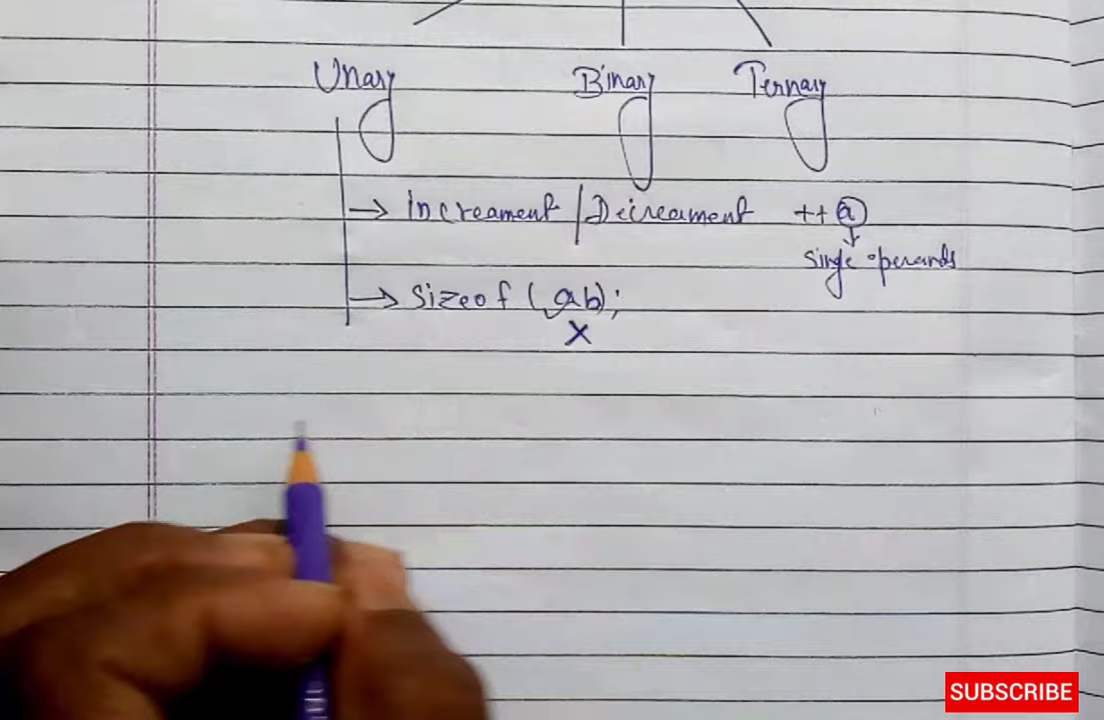 Unary Binary Ternary
→ Increament / Decreament ++a
single operands
→ Sizeof (ab);
X
SUBSCRIBE